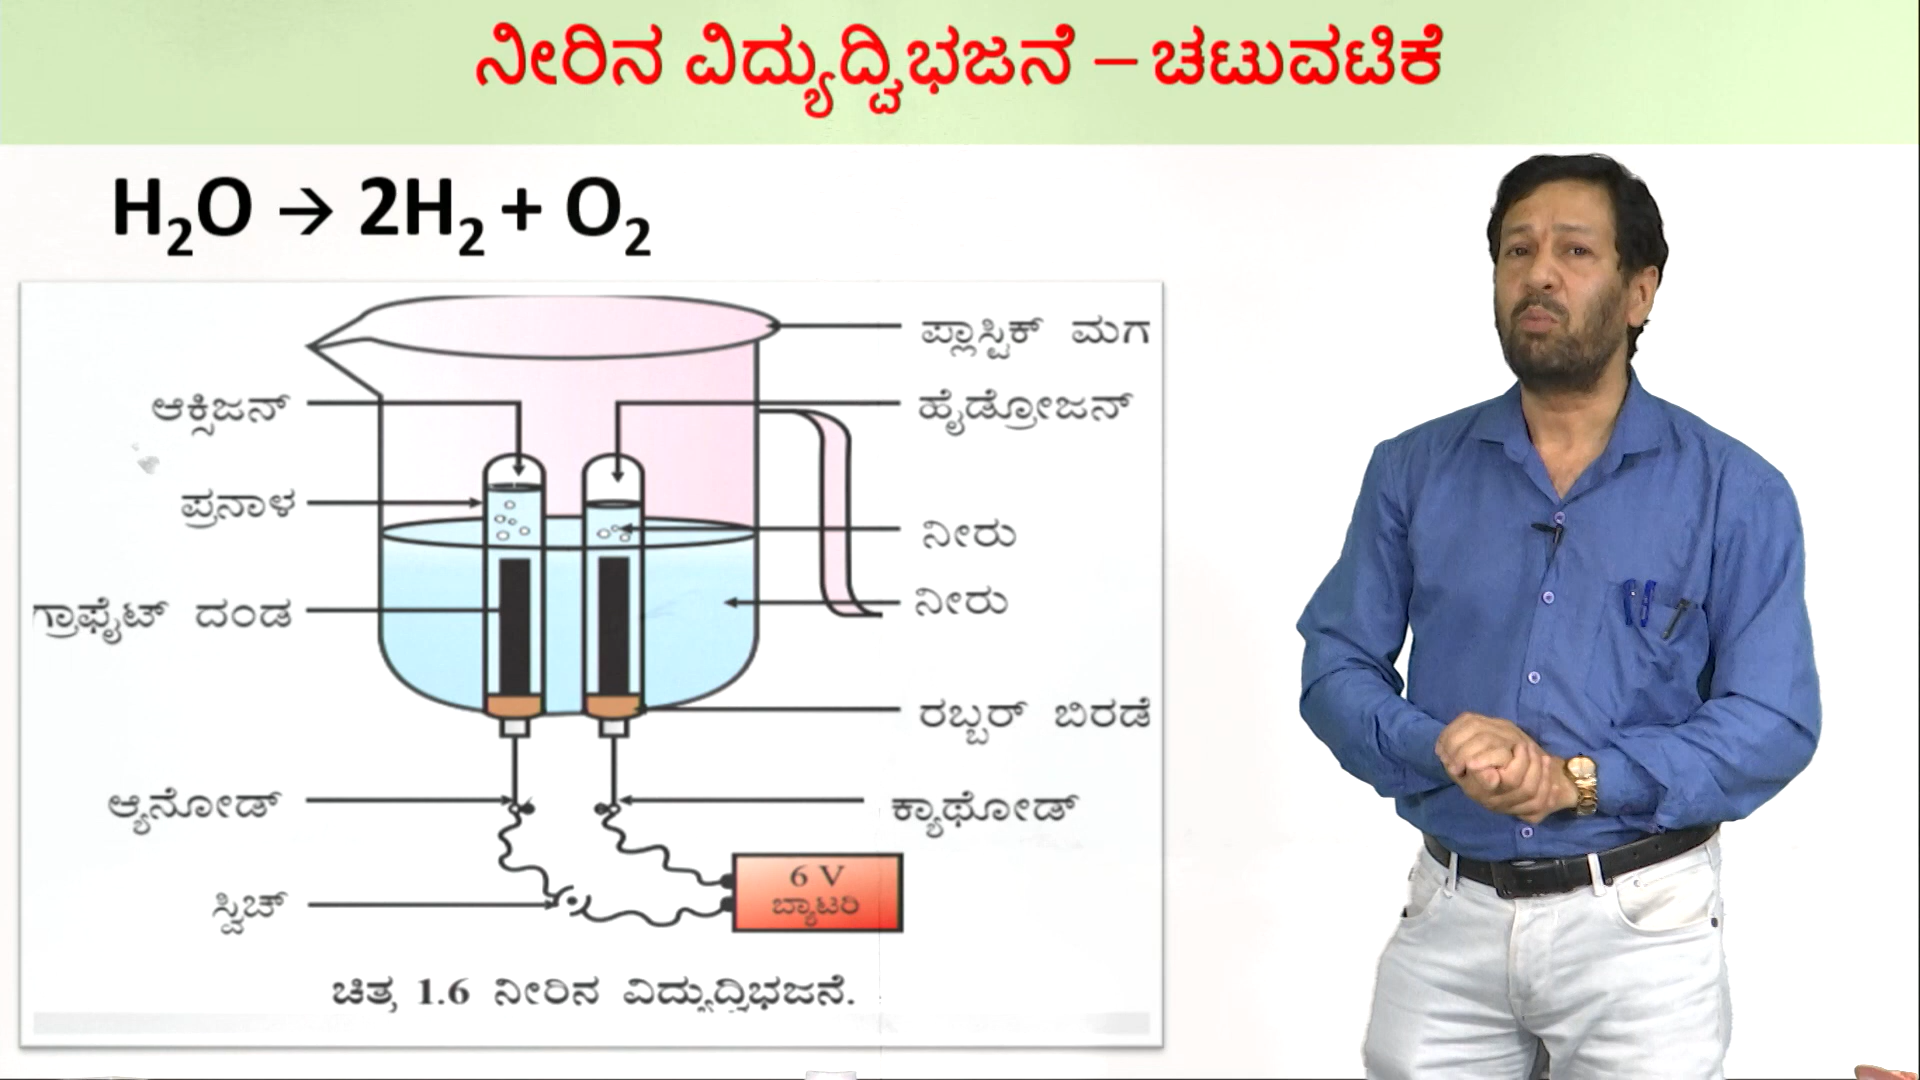 ನೀರಿನ ವಿದ್ಯುದ್ವಿಭಜನೆ – ಚಟುವಟಿಕೆ
H₂O → 2H₂ + O₂
ಪ್ಲಾಸ್ಟಿಕ್ ಮಗ
ಆಕ್ಸಿಜನ್
ಹೈಡ್ರೋಜನ್
ಪ್ರನಾಳ
ನೀರು
ನೀರು
ಗ್ರಾಫೈಟ್ ದಂಡ
ರಬ್ಬರ್ ಬಿರಡೆ
ಆ್ಯನೋಡ್
ಕ್ಯಾಥೋಡ್
6 V
ಬ್ಯಾಟರಿ
ಸ್ವಿಚ್
ಚಿತ್ರ 1.6 ನೀರಿನ ವಿದ್ಯುದ್ವಿಭಜನೆ.